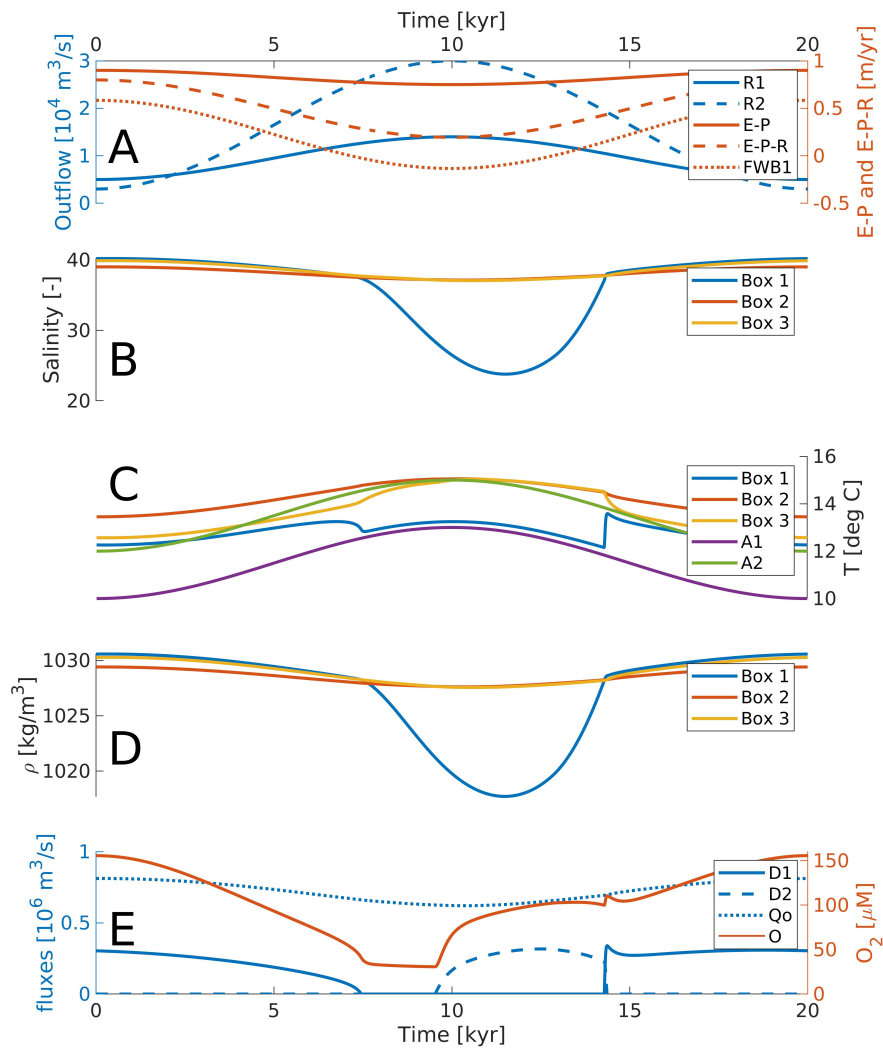 Time [kyr]
0 5 10 15 20
Outflow [10⁴ m³/s]
3
2
1
0
A
R1
R2
E-P
E-P-R
FWB1
1
0.5
0
-0.5
E-P and E-P-R [m/yr]
Salinity [-]
40
30
20
B
Box 1
Box 2
Box 3
C
Box 1
Box 2
Box 3
A1
A2
16
14
12
10
T [deg C]
ρ [kg/m³]
1030
1025
1020
D
Box 1
Box 2
Box 3
fluxes [10⁶ m³/s]
1
0.5
0
E
D1
D2
Qo
O
150
100
50
0
O₂ [μM]
0 5 10 15 20
Time [kyr]